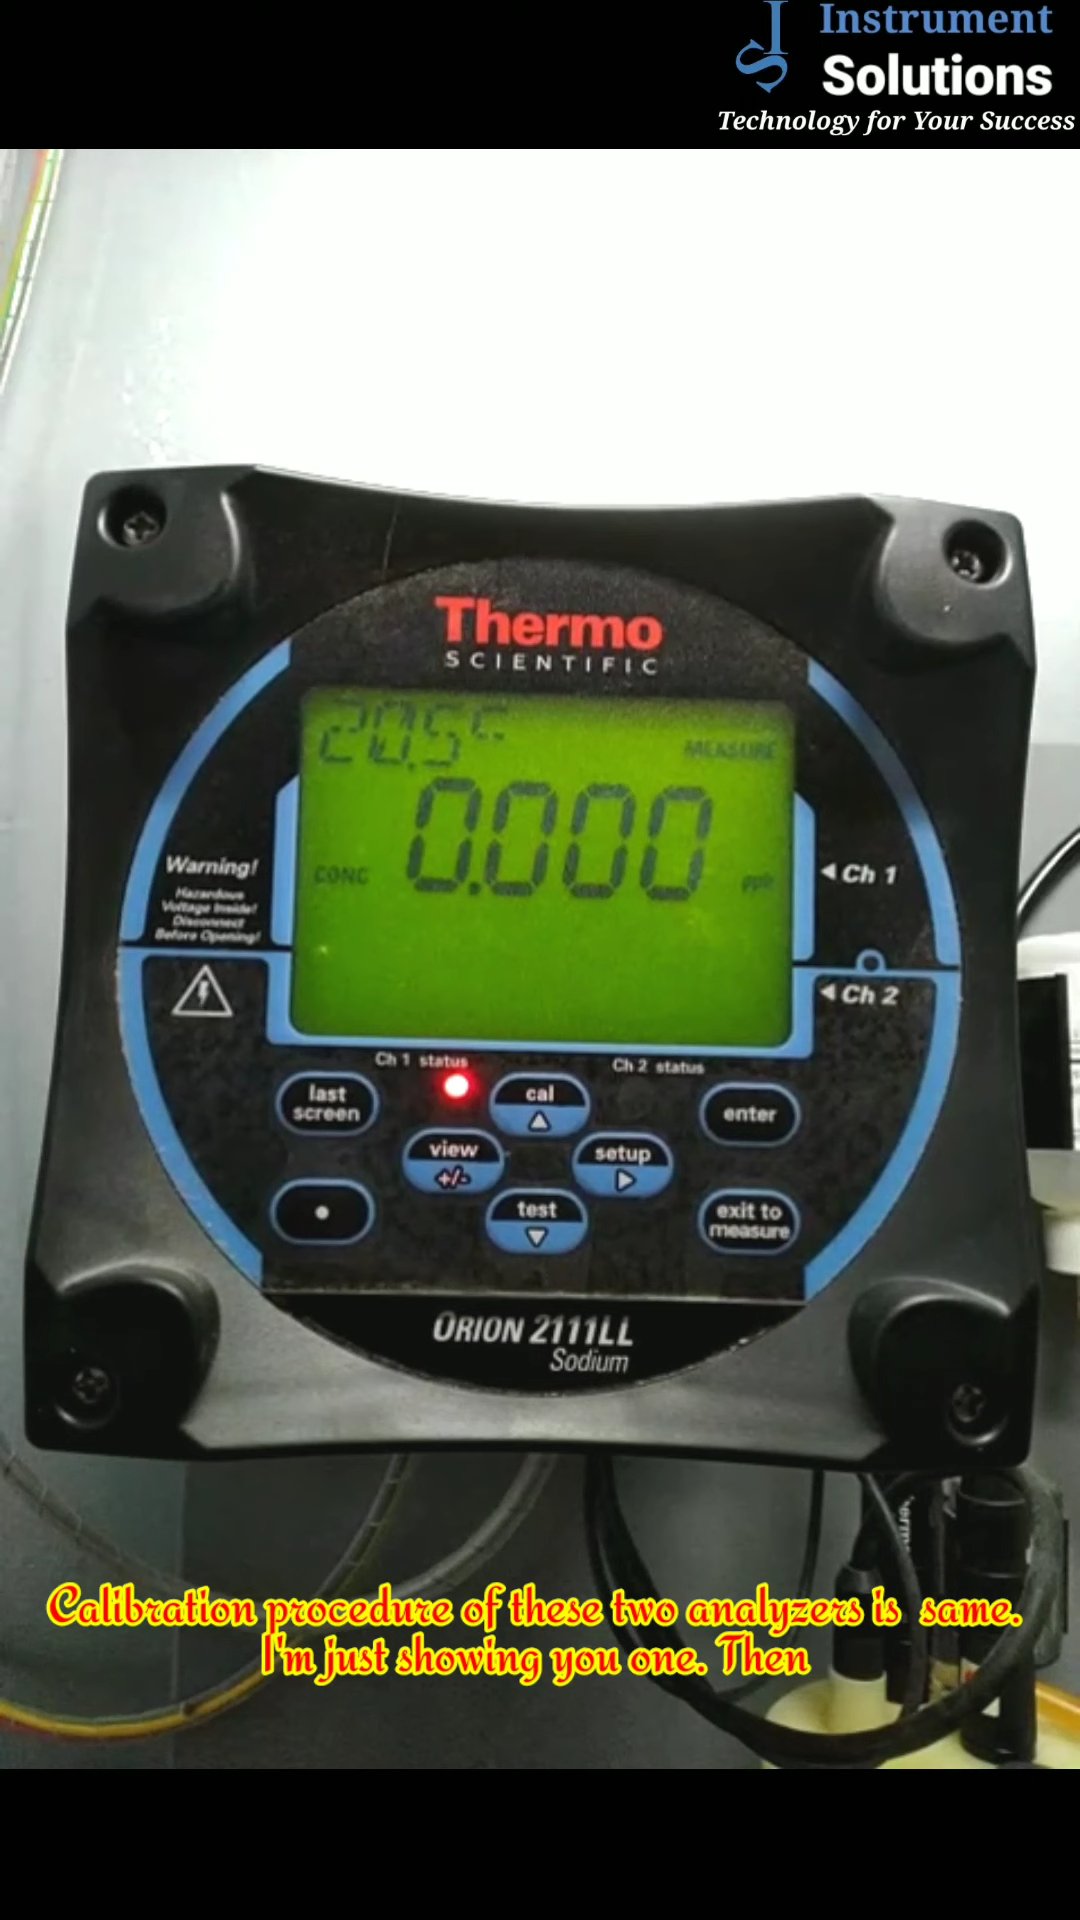 Instrument
Solutions
Technology for Your Success
Thermo
SCIENTIFIC
20.5 C
MEASURE
0.000
CONC
ppb
Warning!
Hazardous
Voltage Inside!
Disconnect
Before Opening!
Ch 1
Ch 2
Ch 1 status
Ch 2 status
last
screen
cal
enter
view
+/-
setup
test
exit to
measure
ORION 2111LL
Sodium
Calibration procedure of these two analyzers is same.
I'm just showing you one. Then